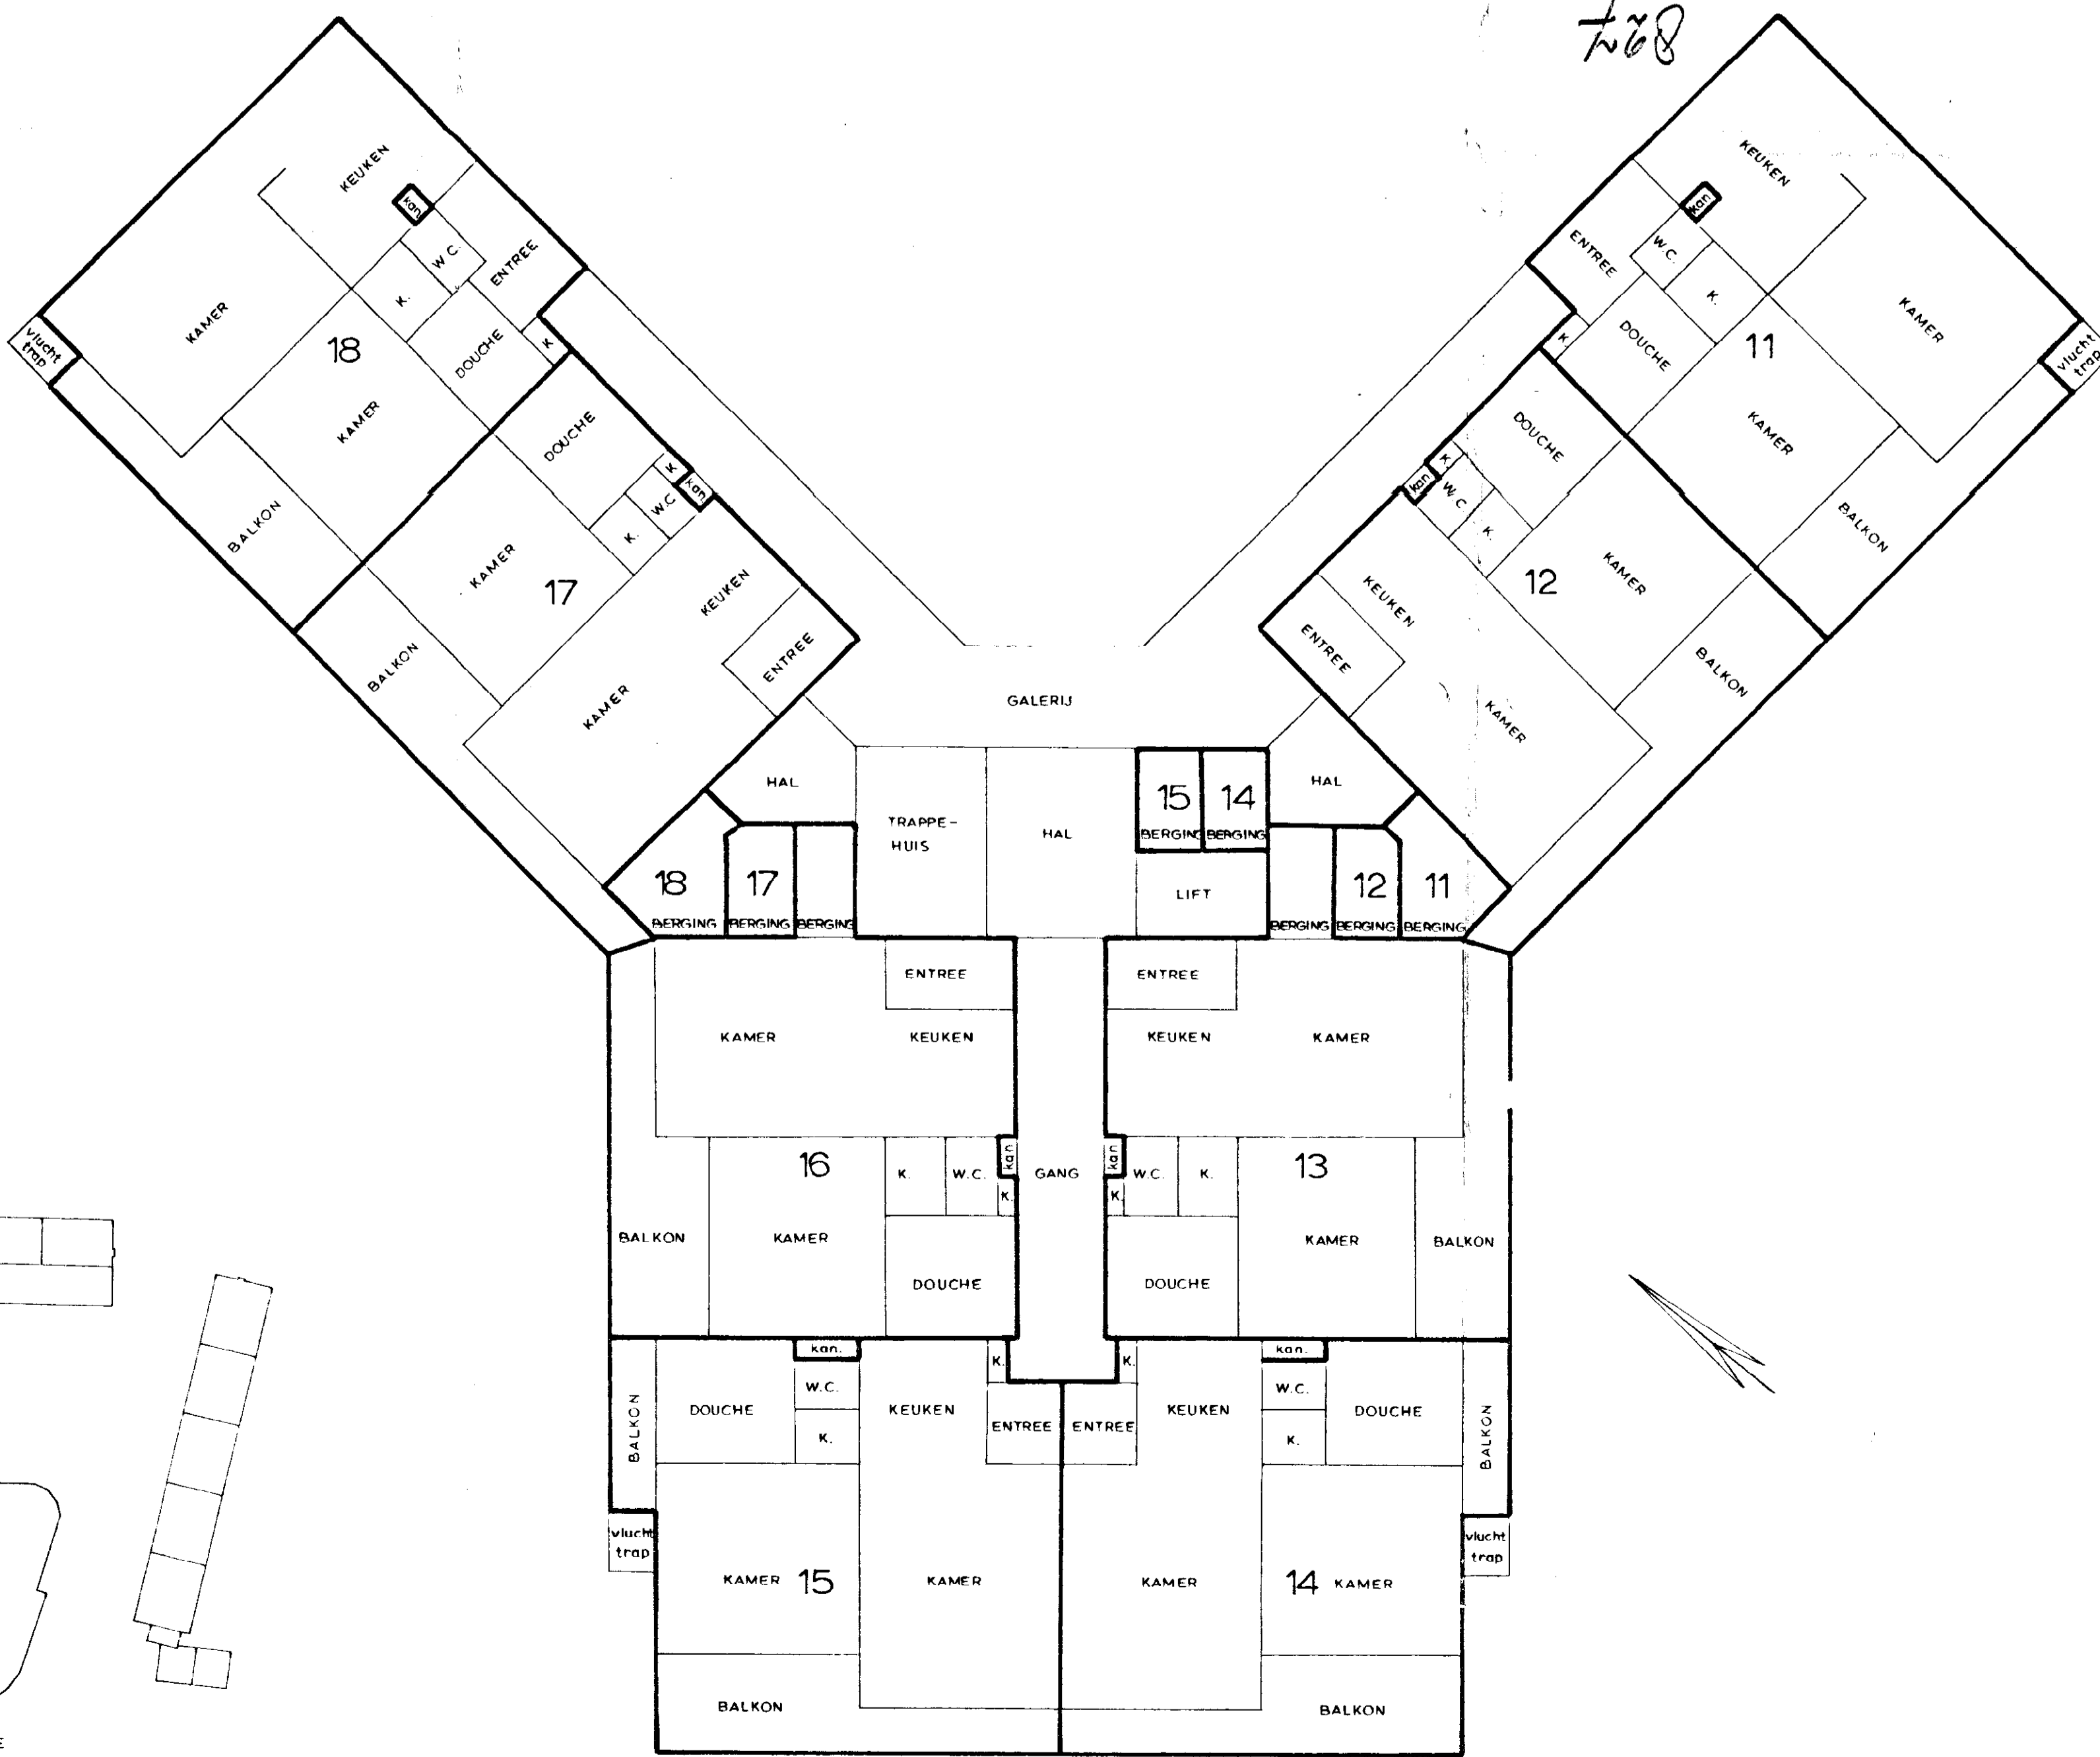 897
KEUKEN
kan
W.C.
ENTREE
K.
KAMER
18
DOUCHE
K
vlucht
trap
KAMER
BALKON
DOUCHE
K
kan
W.C
K.
KAMER
17
KEUKEN
ENTREE
BALKON
KAMER
KEUKEN
kan
ENTREE
W.C.
K.
KAMER
DOUCHE
11
K
vlucht
trap
KAMER
BALKON
DOUCHE
K
kan
W.C
K.
KAMER
12
KEUKEN
ENTREE
BALKON
KAMER
GALERIJ
HAL
TRAPPE-
HUIS
HAL
15
BERGING
14
BERGING
HAL
LIFT
18
BERGING
17
BERGING
BERGING
BERGING
12
BERGING
11
BERGING
ENTREE
ENTREE
KAMER
KEUKEN
KEUKEN
KAMER
16
K.
W.C.
kan
K.
GANG
kan
K.
W.C.
K.
13
BALKON
KAMER
DOUCHE
DOUCHE
KAMER
BALKON
kan.
K.
K.
kan.
W.C.
W.C.
BALKON
DOUCHE
K.
KEUKEN
ENTREE
ENTREE
KEUKEN
K.
DOUCHE
BALKON
vlucht
trap
vlucht
trap
KAMER
15
KAMER
KAMER
14
KAMER
BALKON
BALKON
E